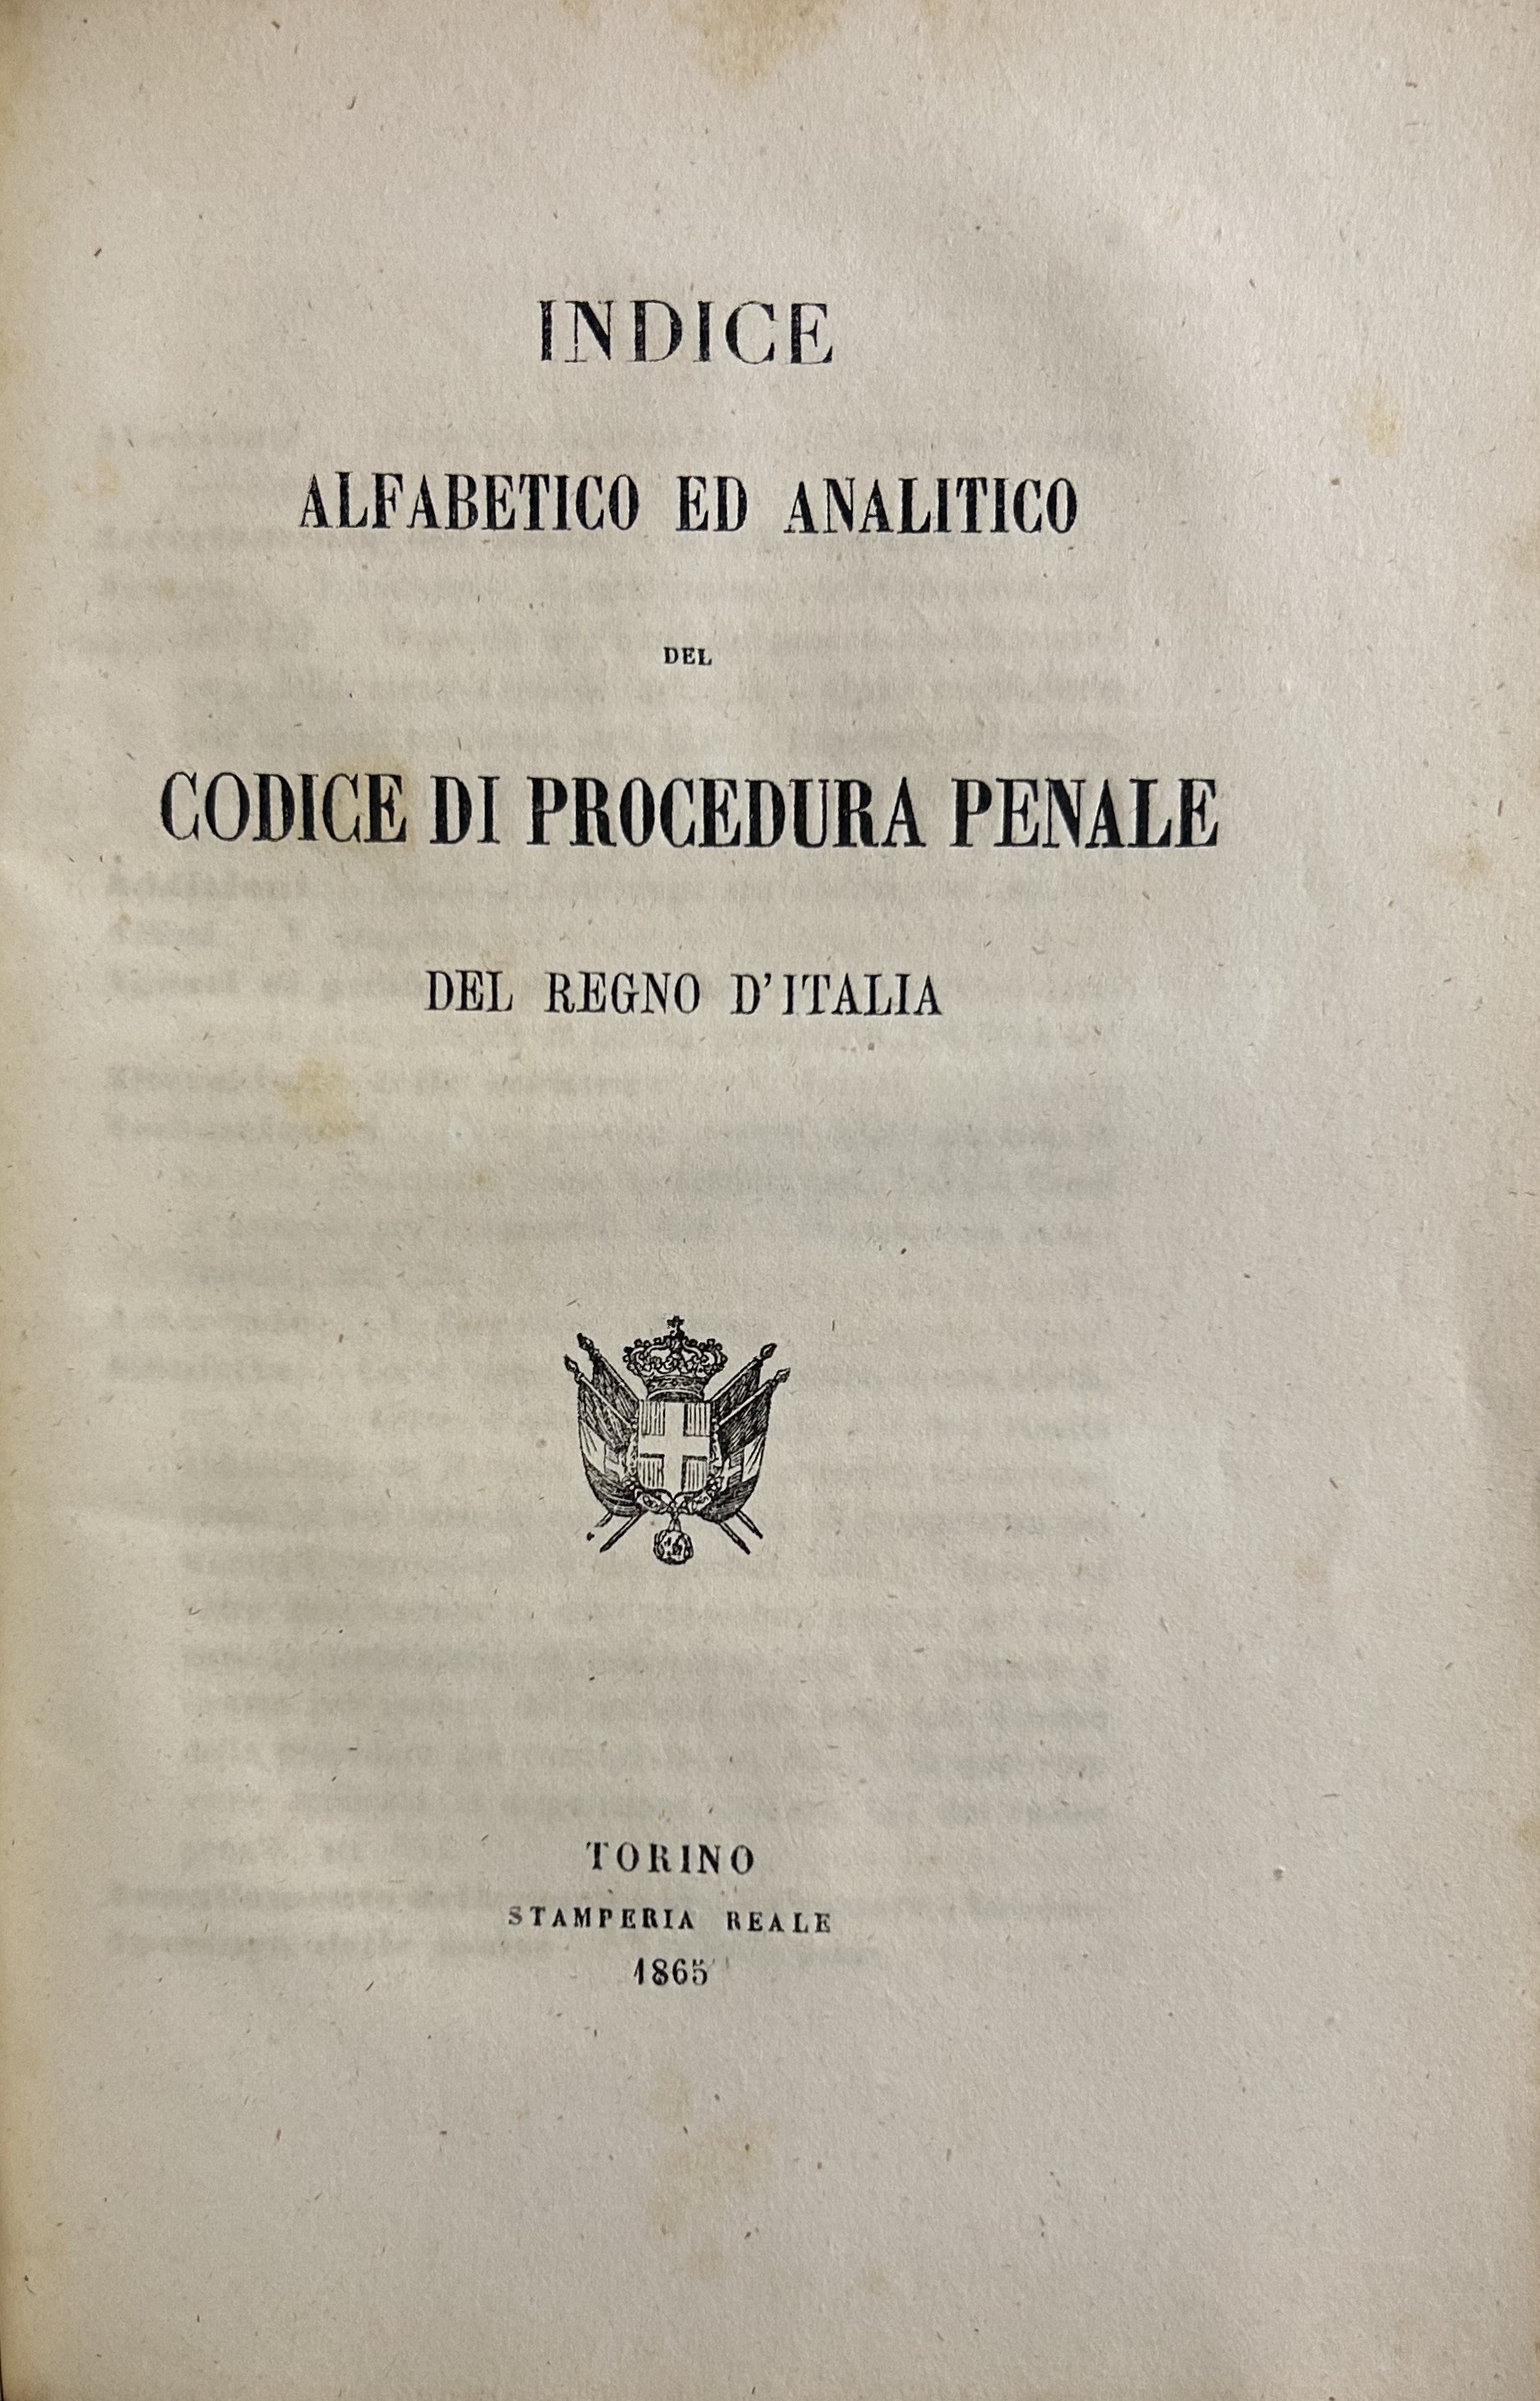 INDICE
ALFABETICO ED ANALITICO
DEL
CODICE DI PROCEDURA PENALE
DEL REGNO D'ITALIA
TORINO
STAMPERIA REALE
1865